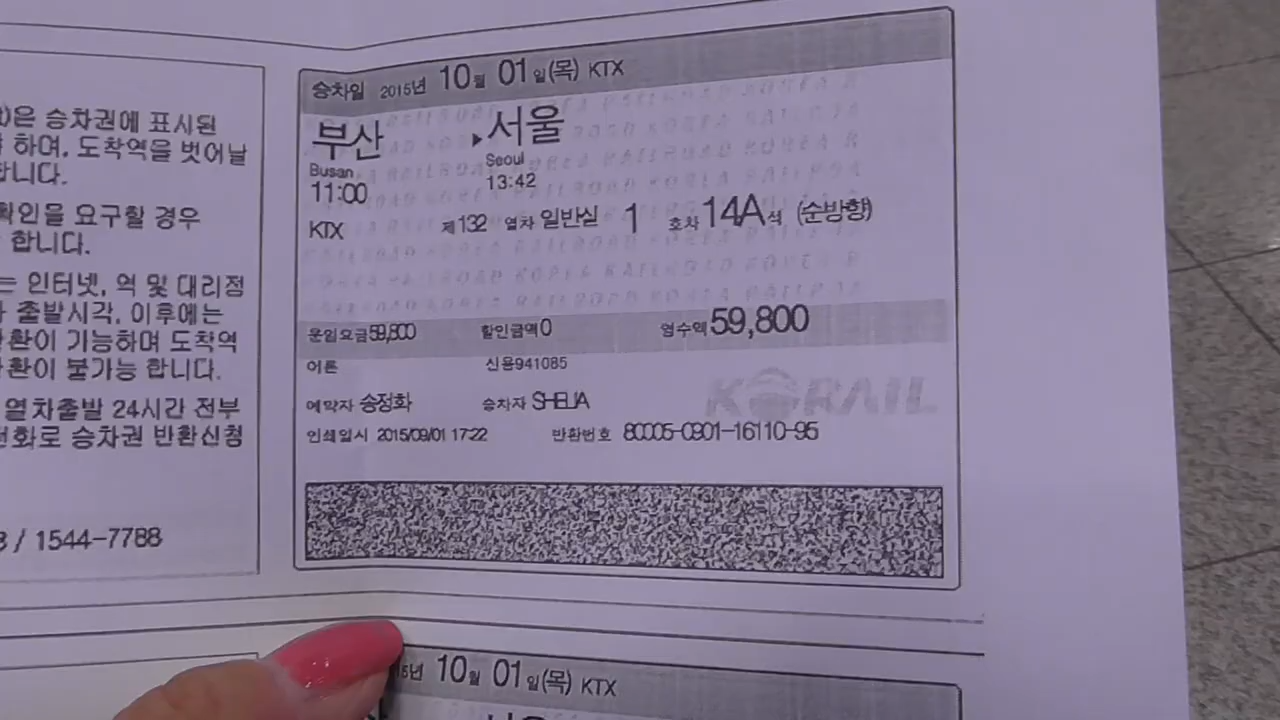 )은 승차권에 표시된
하며, 도착역을 벗어날
합니다.
확인을 요구할 경우
합니다.
는 인터넷, 역 및 대리점
출발시각, 이후에는
환이 가능하며 도착역
환이 불가능 합니다.
열차출발 24시간 전부
전화로 승차권 반환신청
/ 1544-7788
승차일 2015년 10월 01일(목) KTX
부산 ▶ 서울
Busan Seoul
11:00 13:42
KTX 제132 열차 일반실 1 호차 14A석 (순방향)
운임요금59,800 할인금액0 영수액59,800
어른 신용941085
예약자 송정화 승차자 SHELIA
KORAIL
인쇄일시 2015/09/01 17:22 반환번호 80005-0901-16110-95
5년 10월 01일(목) KTX